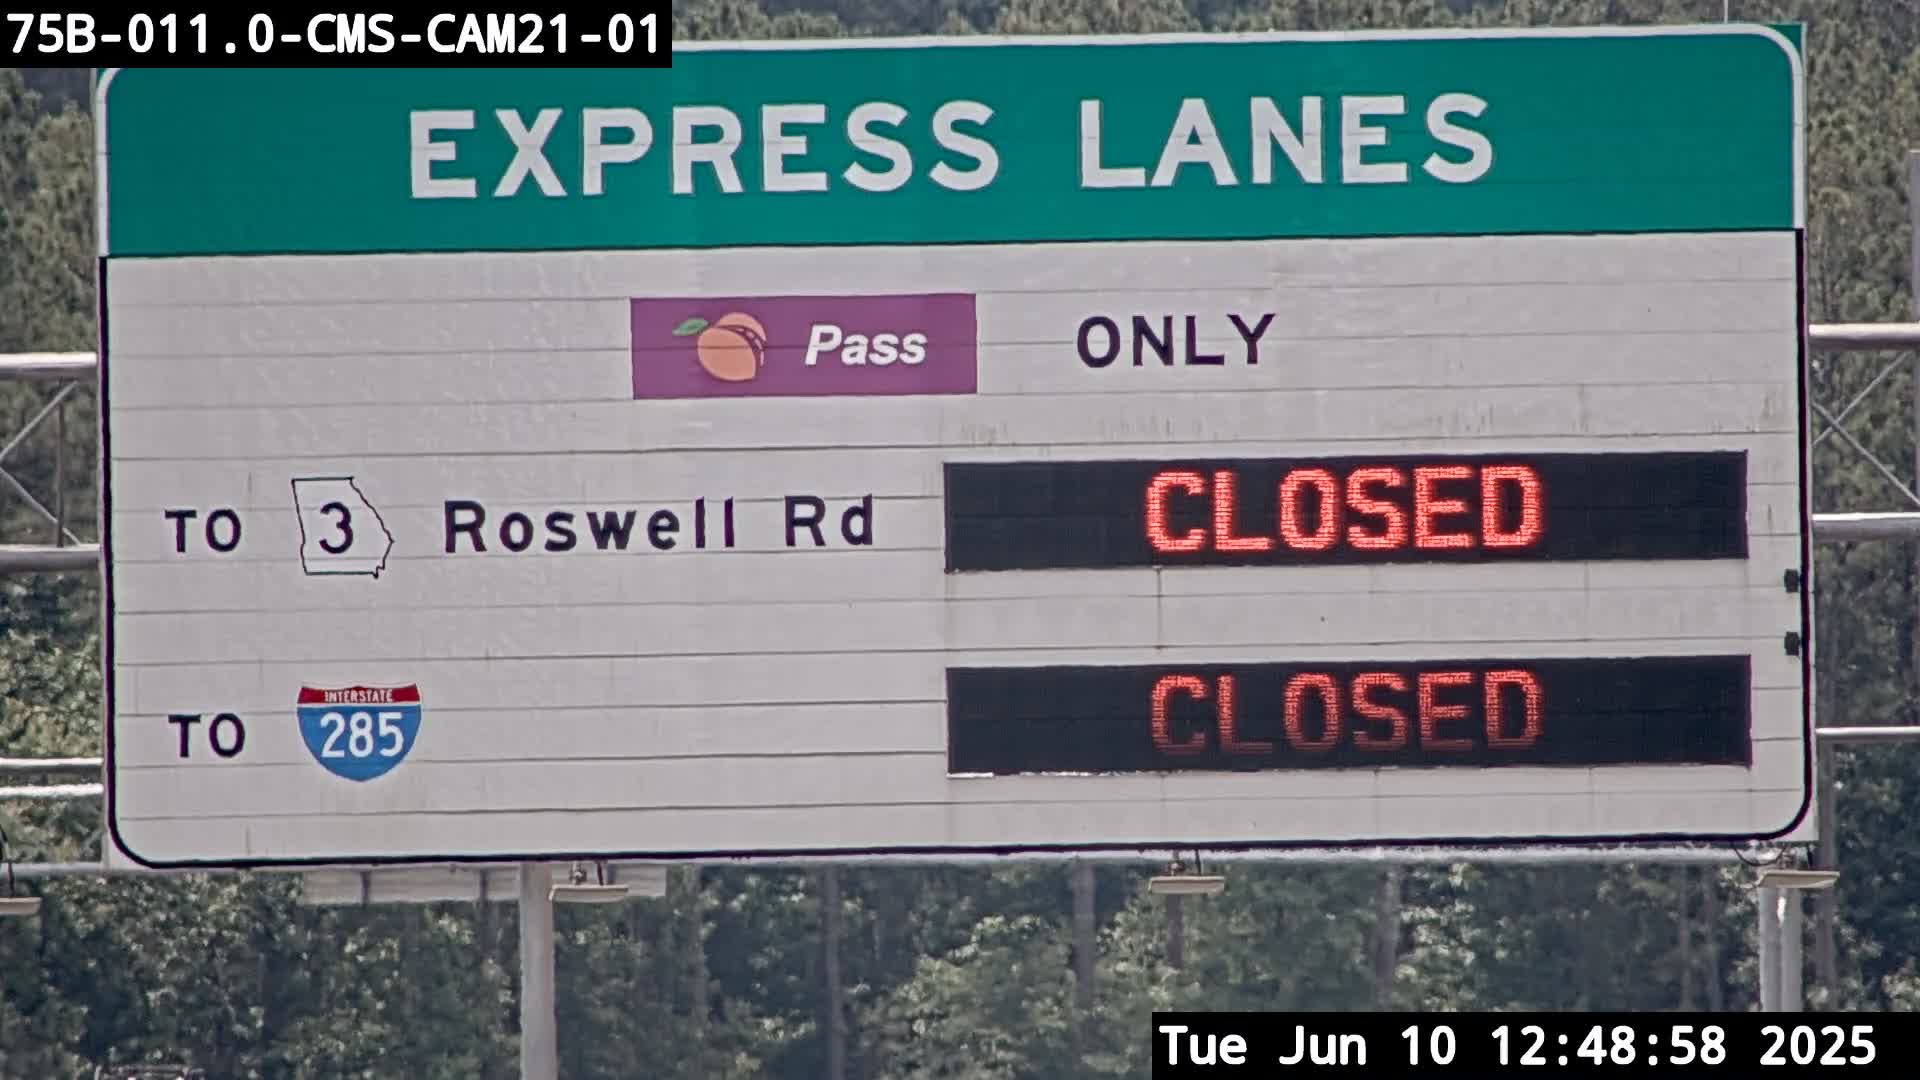 75B-011.0-CMS-CAM21-01
EXPRESS LANES
Pass ONLY
TO 3 Roswell Rd CLOSED
INTERSTATE
TO 285 CLOSED
Tue Jun 10 12:48:58 2025